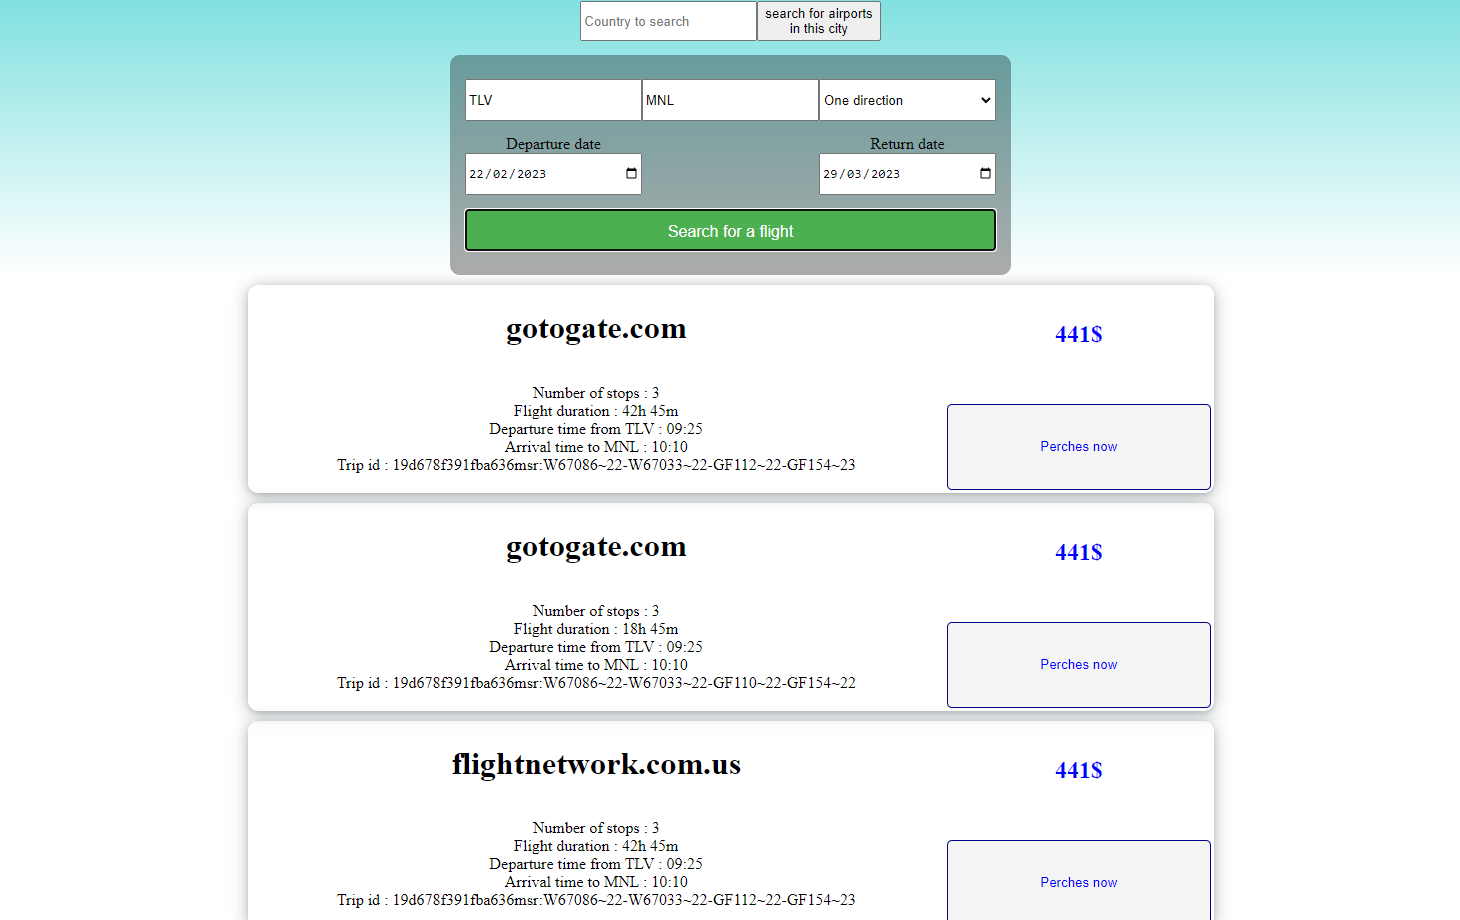 Country to search
search for airports
in this city
TLV
MNL
One direction
Departure date
Return date
22/02/2023
29/03/2023
Search for a flight
gotogate.com
441$
Number of stops : 3
Flight duration : 42h 45m
Departure time from TLV : 09:25
Arrival time to MNL : 10:10
Trip id : 19d678f391fba636msr:W67086~22-W67033~22-GF112~22-GF154~23
Perches now
gotogate.com
441$
Number of stops : 3
Flight duration : 18h 45m
Departure time from TLV : 09:25
Arrival time to MNL : 10:10
Trip id : 19d678f391fba636msr:W67086~22-W67033~22-GF110~22-GF154~22
Perches now
flightnetwork.com.us
441$
Number of stops : 3
Flight duration : 42h 45m
Departure time from TLV : 09:25
Arrival time to MNL : 10:10
Trip id : 19d678f391fba636msr:W67086~22-W67033~22-GF112~22-GF154~23
Perches now